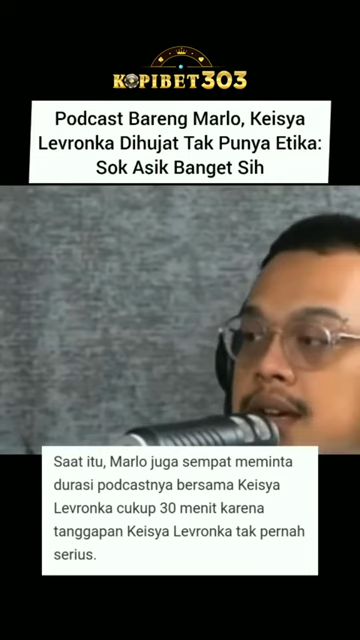 KOPIBET303
Podcast Bareng Marlo, Keisya
Levronka Dihujat Tak Punya Etika:
Sok Asik Banget Sih
Saat itu, Marlo juga sempat meminta
durasi podcastnya bersama Keisya
Levronka cukup 30 menit karena
tanggapan Keisya Levronka tak pernah
serius.